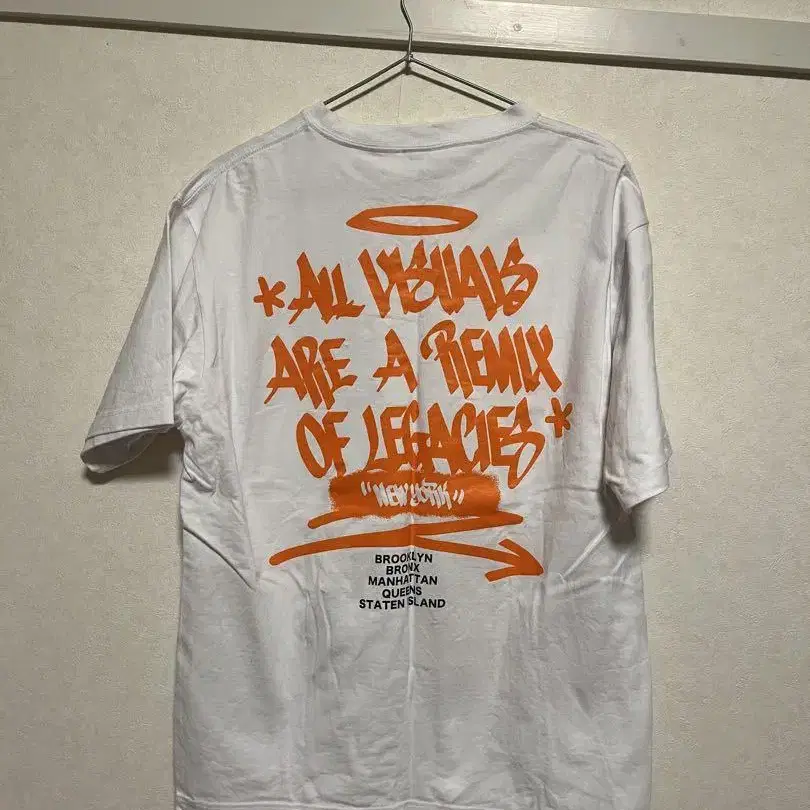 *ALL VISUALS
ARE A REMIX
OF LEGACIES*
"NEW YORK"
BROOKLYN
BRONX
MANHATTAN
QUEENS
STATEN ISLAND